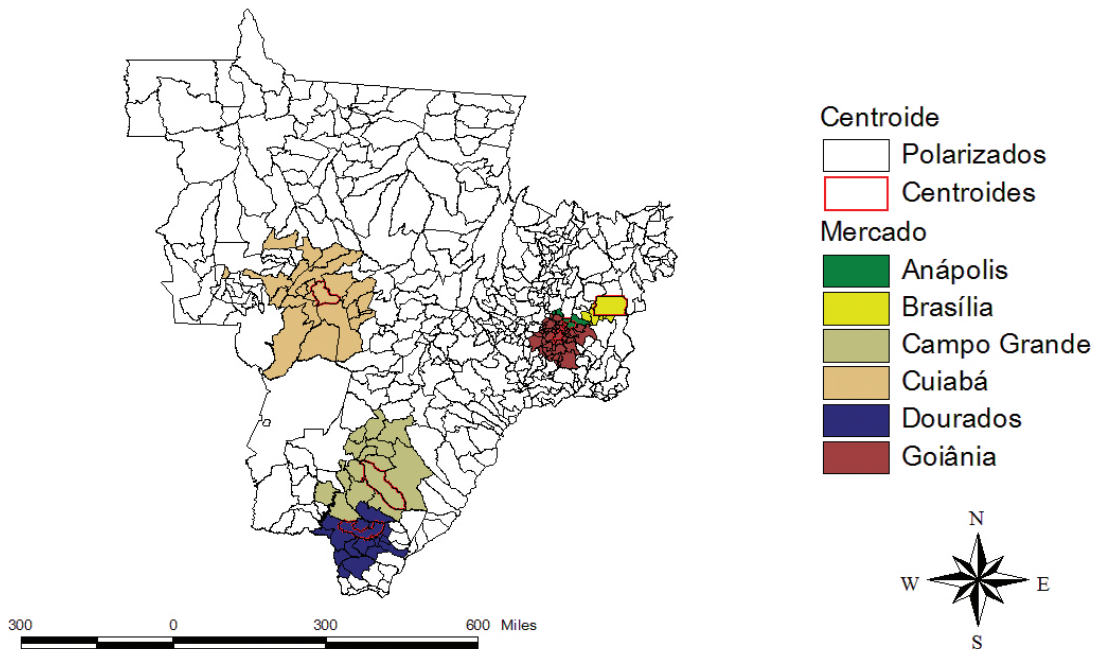 Centroide
Polarizados
Centroides
Mercado
Anápolis
Brasília
Campo Grande
Cuiabá
Dourados
Goiânia
N
W E
S
300 0 300 600 Miles